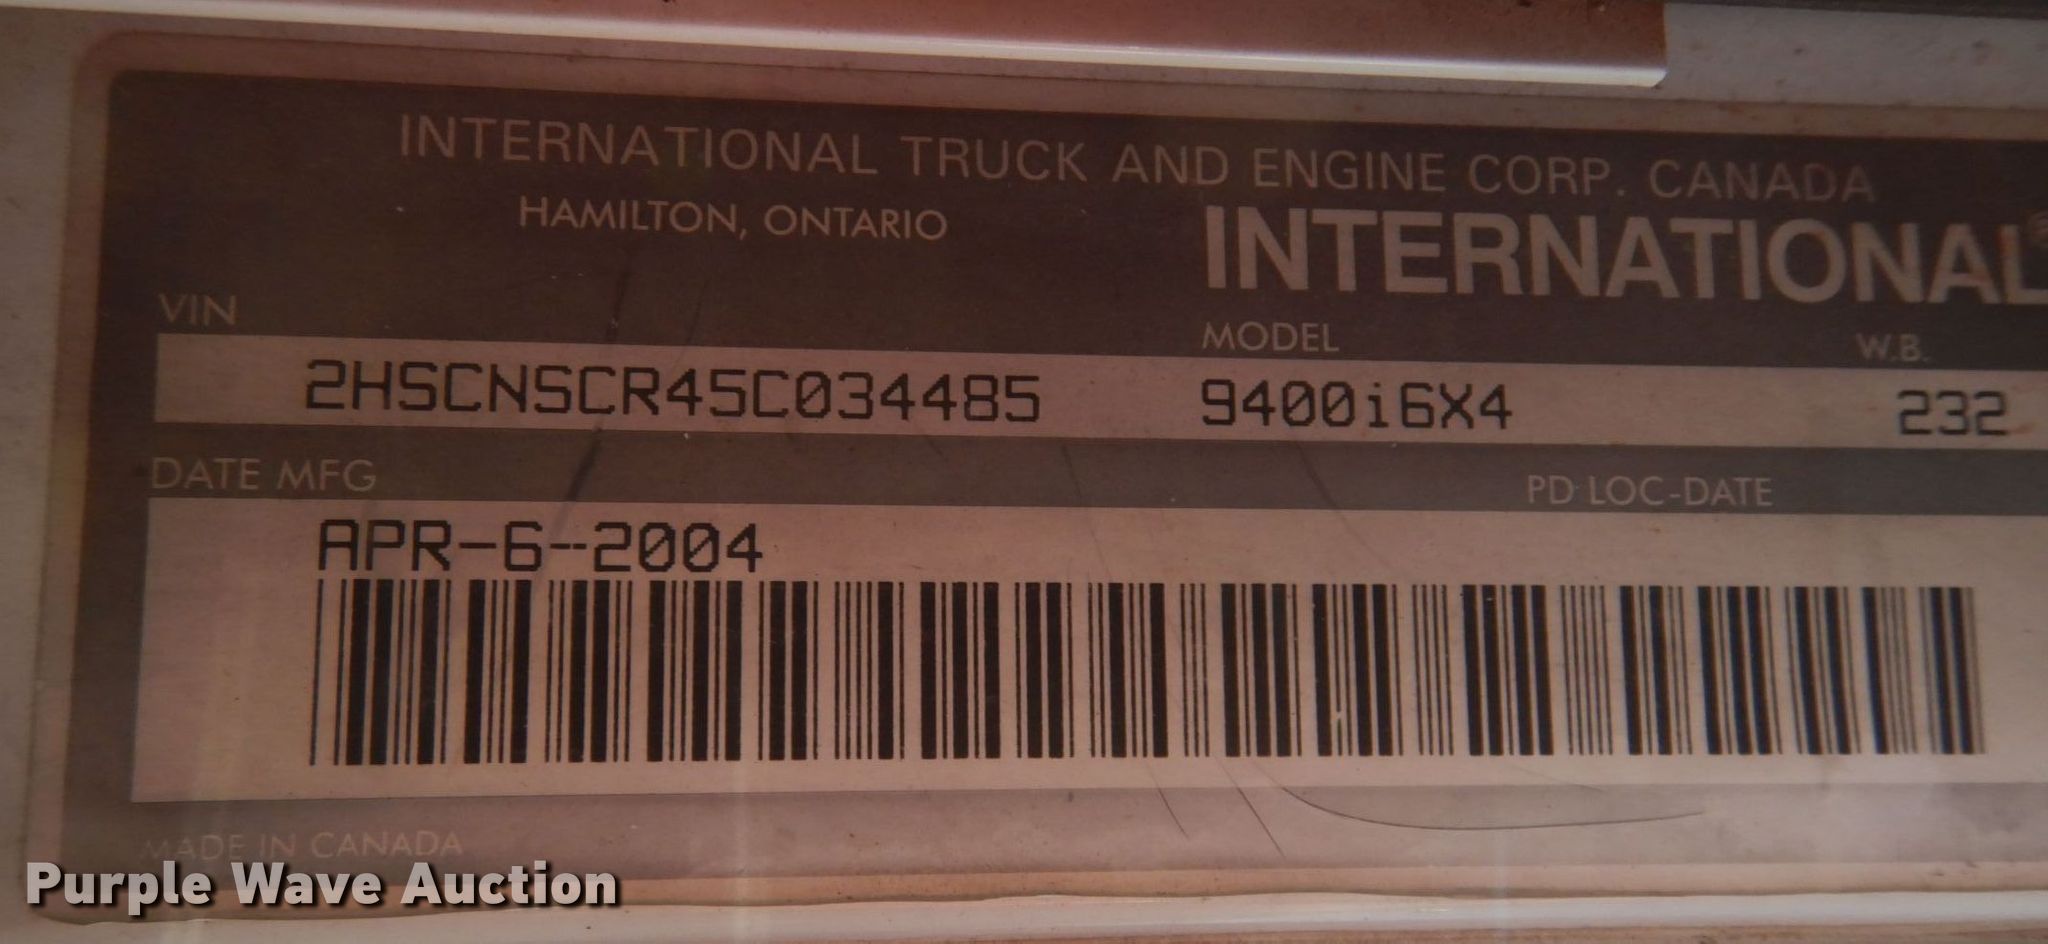 INTERNATIONAL TRUCK AND ENGINE CORP. CANADA
HAMILTON, ONTARIO
INTERNATIONAL®
VIN
MODEL
W.B.
2HSCNSCR45C034485
9400i6X4
232
DATE MFG
PD LOC-DATE
APR-6-2004
MADE IN CANADA
Purple Wave Auction